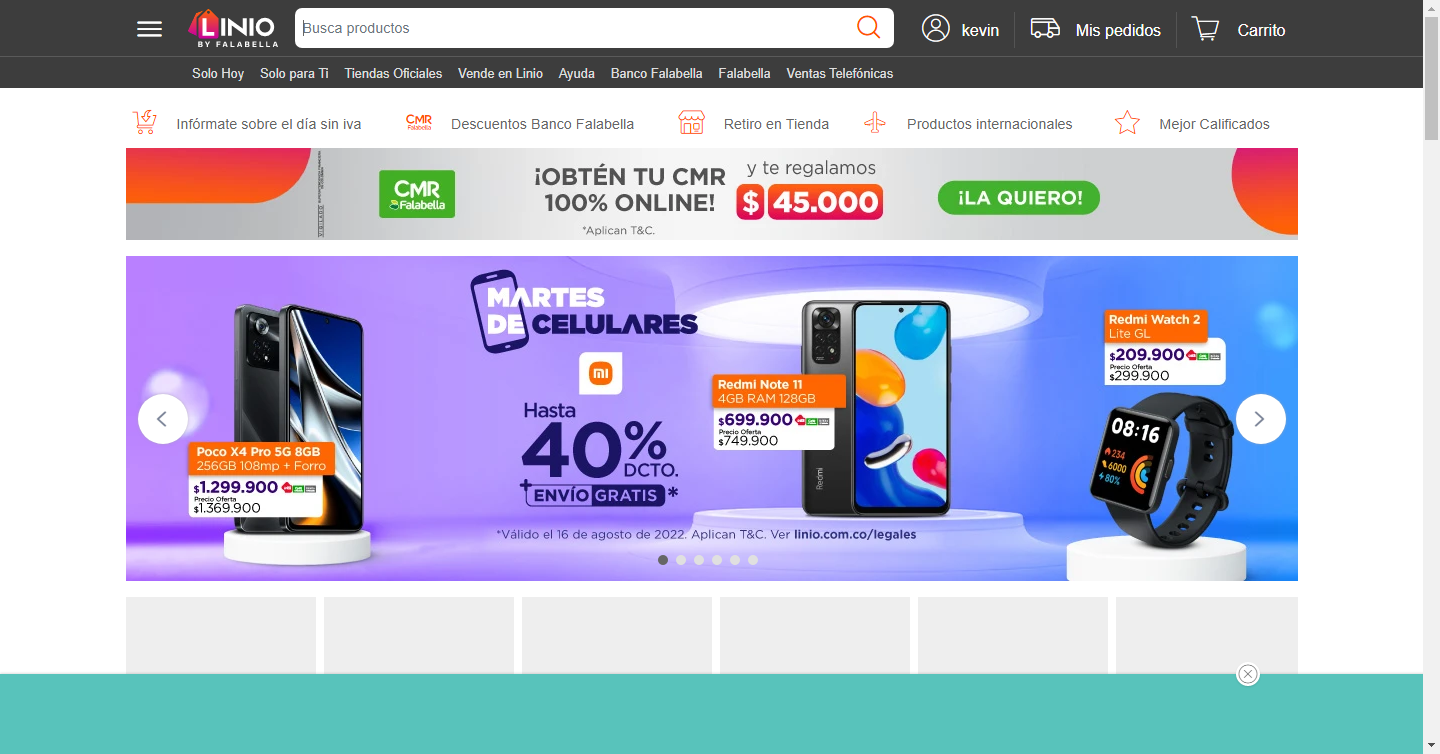 LINIO
BY FALABELLA
Busca productos
kevin
Mis pedidos
Carrito
Solo Hoy
Solo para Ti
Tiendas Oficiales
Vende en Linio
Ayuda
Banco Falabella
Falabella
Ventas Telefónicas
Infórmate sobre el día sin iva
CMR
Falabella
Descuentos Banco Falabella
Retiro en Tienda
Productos internacionales
Mejor Calificados
CMR
Falabella
¡OBTÉN TU CMR
100% ONLINE!
*Aplican T&C.
y te regalamos
$ 45.000
¡LA QUIERO!
MARTES
DE CELULARES
mi
Hasta
40%
DCTO.
+ ENVÍO GRATIS *
*Válido el 16 de agosto de 2022. Aplican T&C. Ver linio.com.co/legales
Poco X4 Pro 5G 8GB
256GB 108mp + Forro
$1.299.900
Precio Oferta
$1.369.900
Redmi Note 11
4GB RAM 128GB
$699.900
Precio Oferta
$749.900
Redmi
Redmi Watch 2
Lite GL
$209.900
Precio Oferta
$299.900
08:16
234
6000
80%